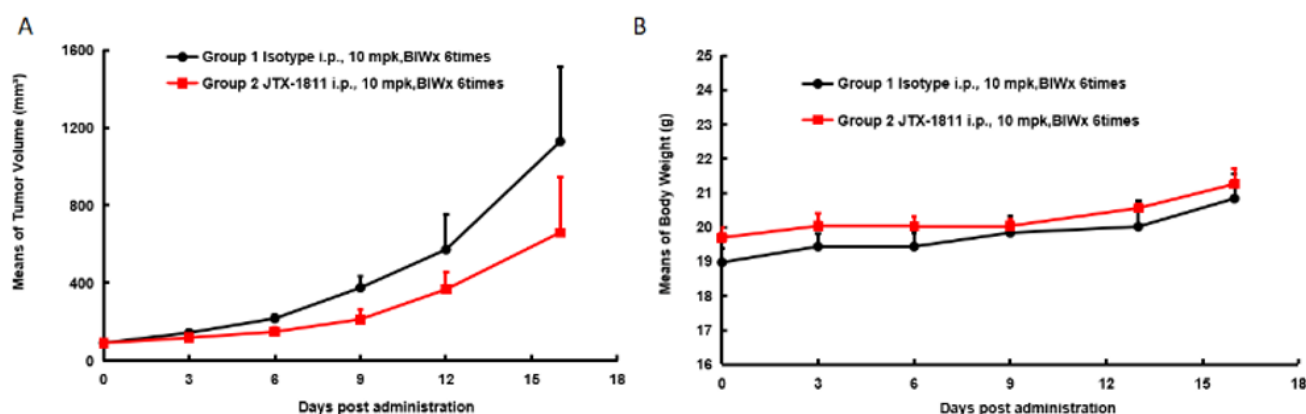 A
Group 1 Isotype i.p., 10 mpk,BIWx 6times
Group 2 JTX-1811 i.p., 10 mpk,BIWx 6times
Means of Tumor Volume (mm³)
1600
1200
800
400
0
0 3 6 9 12 15 18
Days post administration
B
Group 1 Isotype i.p., 10 mpk,BIWx 6times
Group 2 JTX-1811 i.p., 10 mpk,BIWx 6times
Means of Body Weight (g)
25
24
23
22
21
20
19
18
17
16
0 3 6 9 12 15 18
Days post administration